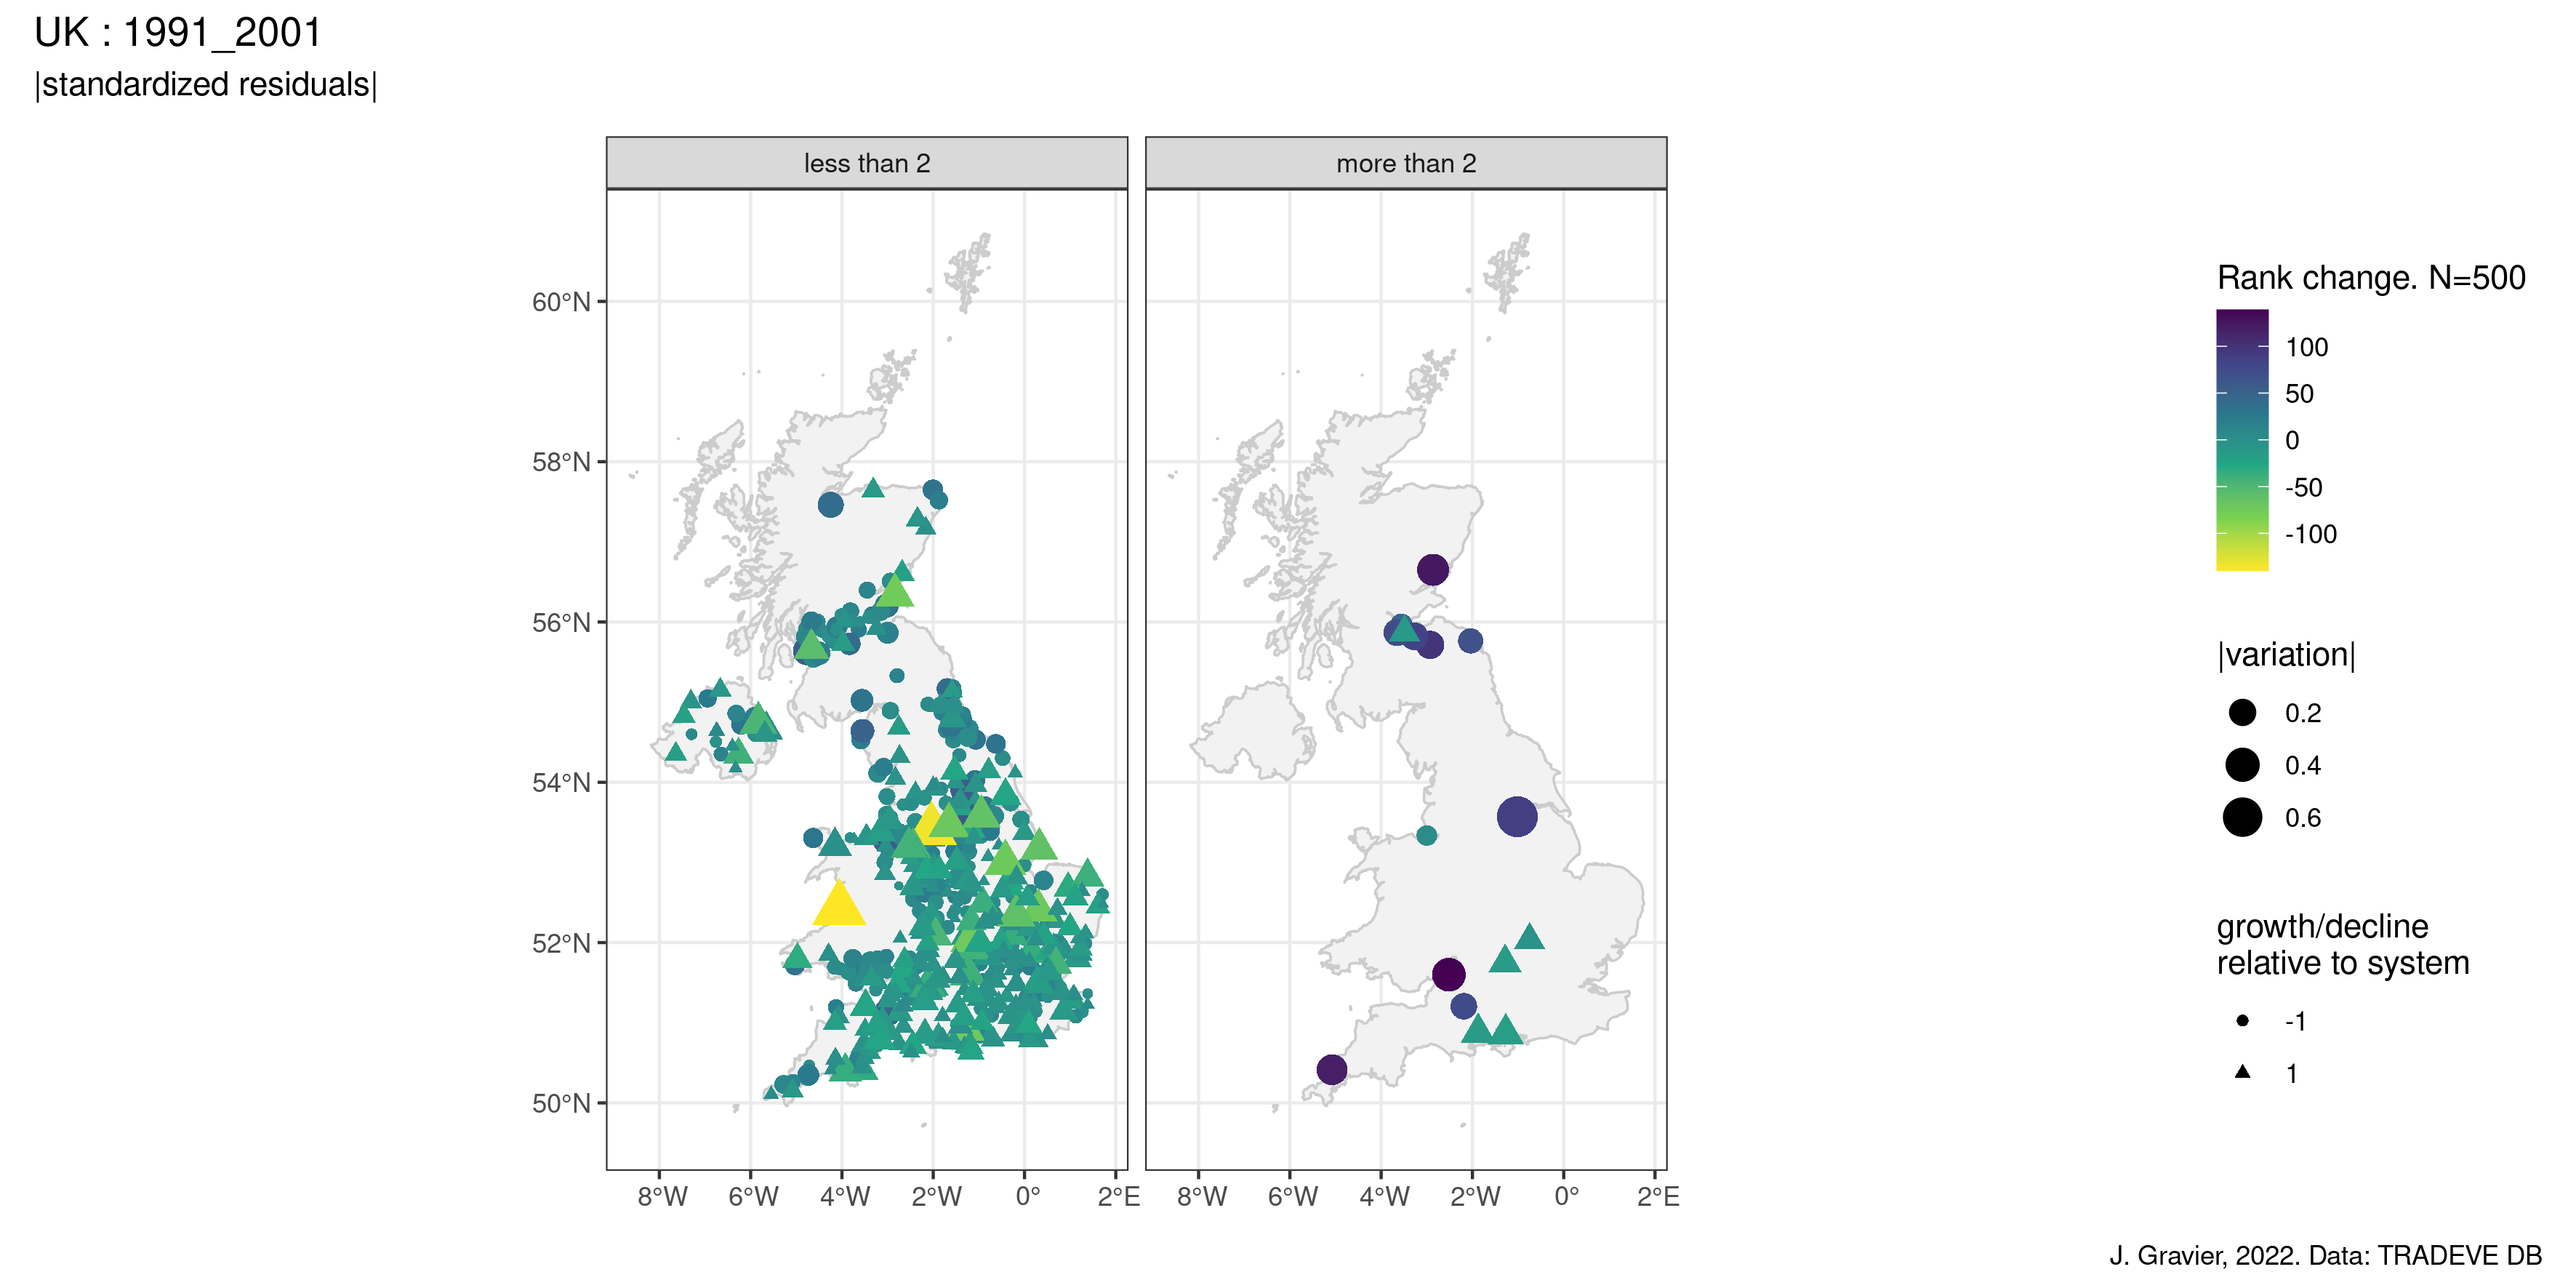 UK : 1991_2001
|standardized residuals|
less than 2
more than 2
60°N
58°N
56°N
54°N
52°N
50°N
8°W 6°W 4°W 2°W 0° 2°E
8°W 6°W 4°W 2°W 0° 2°E
Rank change. N=500
100
50
0
-50
-100
|variation|
0.2
0.4
0.6
growth/decline
relative to system
-1
1
J. Gravier, 2022. Data: TRADEVE DB